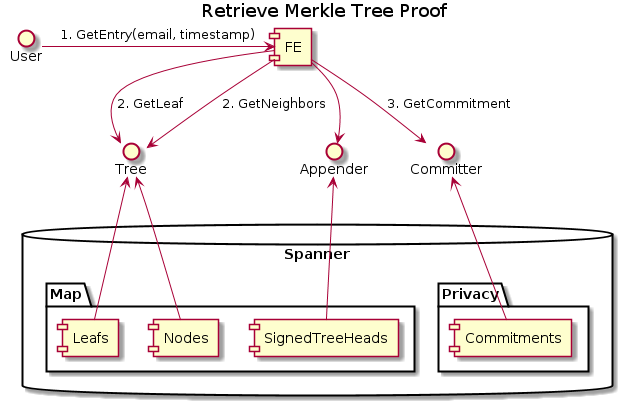 Retrieve Merkle Tree Proof
1. GetEntry(email, timestamp)
FE
User
2. GetLeaf
2. GetNeighbors
3. GetCommitment
Tree
Appender
Committer
Spanner
Map
Privacy
Leafs
Nodes
SignedTreeHeads
Commitments